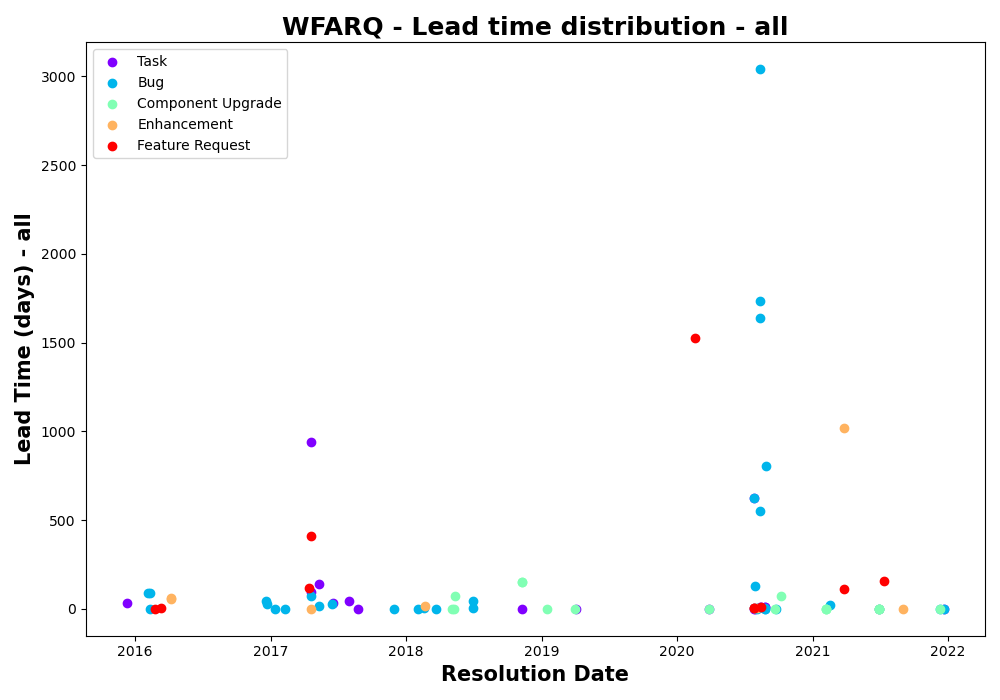 WFARQ - Lead time distribution - all
Task
Bug
Component Upgrade
Enhancement
Feature Request
Lead Time (days) - all
3000
2500
2000
1500
1000
500
0
2016 2017 2018 2019 2020 2021 2022
Resolution Date